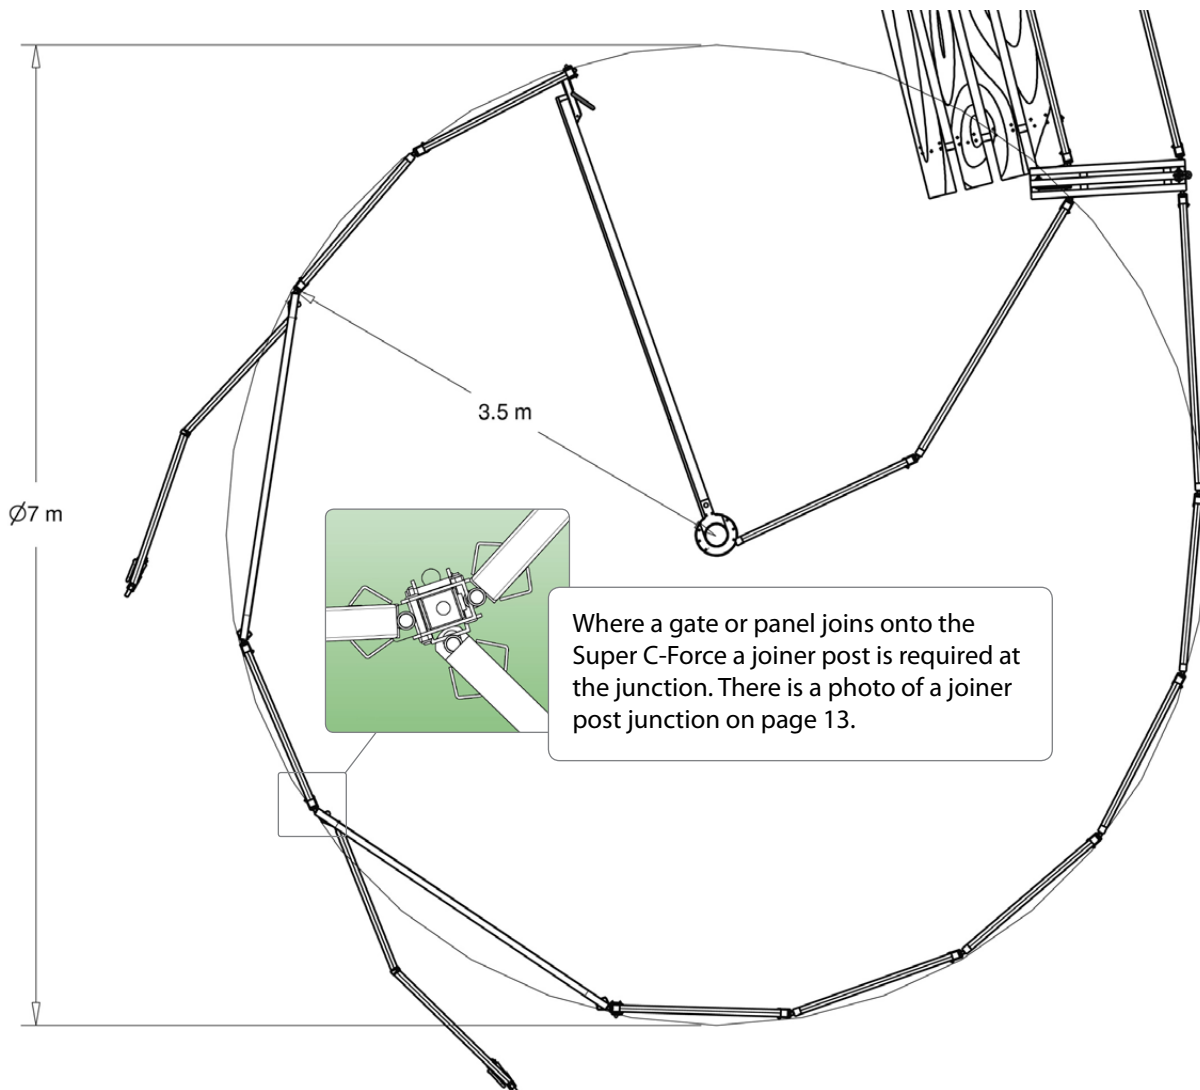 3.5 m
Ø7 m
Where a gate or panel joins onto the
Super C-Force a joiner post is required at
the junction. There is a photo of a joiner
post junction on page 13.